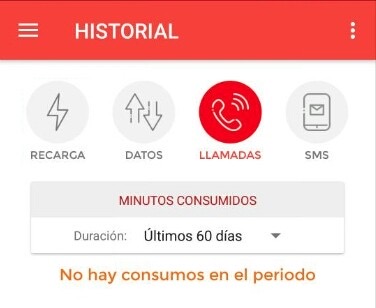 HISTORIAL
RECARGA DATOS LLAMADAS SMS
MINUTOS CONSUMIDOS
Duración: Últimos 60 días
No hay consumos en el periodo